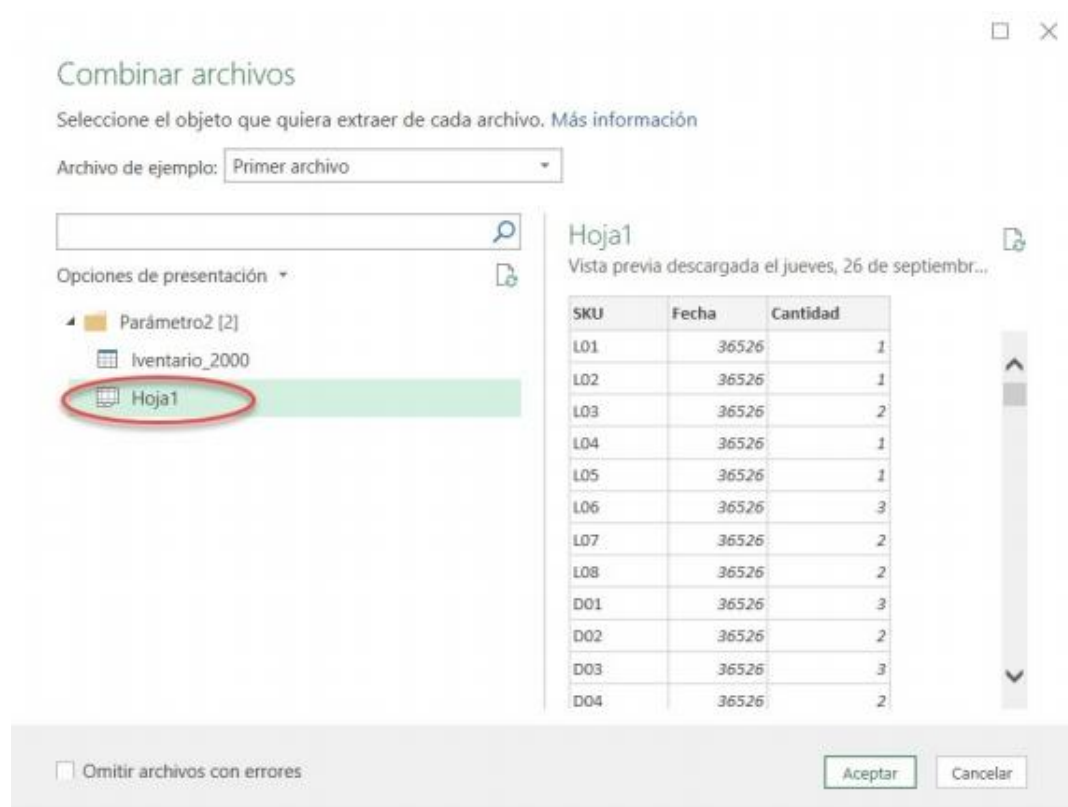 Combinar archivos
Seleccione el objeto que quiera extraer de cada archivo. Más información
Archivo de ejemplo: Primer archivo
Opciones de presentación
Parámetro2 [2]
Iventario_2000
Hoja1
Hoja1
Vista previa descargada el jueves, 26 de septiembr...
SKU Fecha Cantidad
L01 36526 1
L02 36526 1
L03 36526 2
L04 36526 1
L05 36526 1
L06 36526 3
L07 36526 2
L08 36526 2
D01 36526 3
D02 36526 2
D03 36526 3
D04 36526 2
Omitir archivos con errores
Aceptar Cancelar